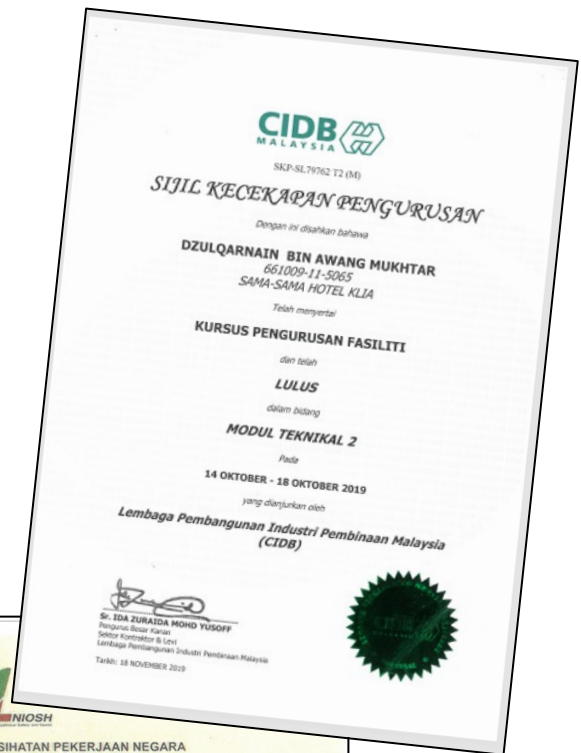 CIDB
MALAYSIA
SKP-SL79762 T2 (M)
SIJIL KECEKAPAN PENGURUSAN
Dengan ini disahkan bahawa
DZULQARNAIN BIN AWANG MUKHTAR
661009-11-5065
SAMA-SAMA HOTEL KLIA
Telah menyertai
KURSUS PENGURUSAN FASILITI
dan telah
LULUS
dalam bidang
MODUL TEKNIKAL 2
Pada
14 OKTOBER - 18 OKTOBER 2019
yang dianjurkan oleh
Lembaga Pembangunan Industri Pembinaan Malaysia
(CIDB)
Sr. IDA ZURAIDA MOHD YUSOFF
Pengurus Besar Kanan
Sektor Kontraktor & Levi
Lembaga Pembangunan Industri Pembinaan Malaysia
Tarikh: 18 NOVEMBER 2019
NIOSH
SIHATAN PEKERJAAN NEGARA